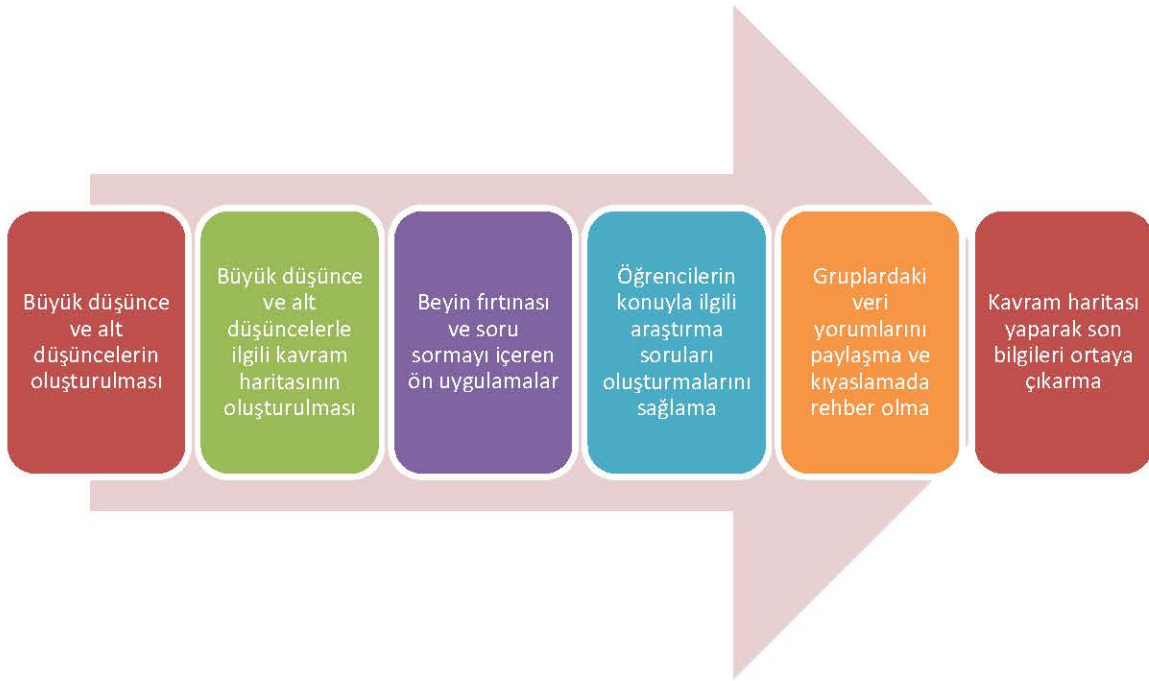 Büyük düşünce
ve alt
düşüncelerin
oluşturulması
Büyük düşünce
ve alt
düşüncelerle
ilgili kavram
haritasının
oluşturulması
Beyin fırtınası
ve soru
sormayı içeren
ön uygulamalar
Öğrencilerin
konuyla ilgili
araştırma
soruları
oluşturmalarını
sağlama
Gruplardaki
veri
yorumlarını
paylaşma ve
kıyaslamada
rehber olma
Kavram haritası
yaparak son
bilgileri ortaya
çıkarma